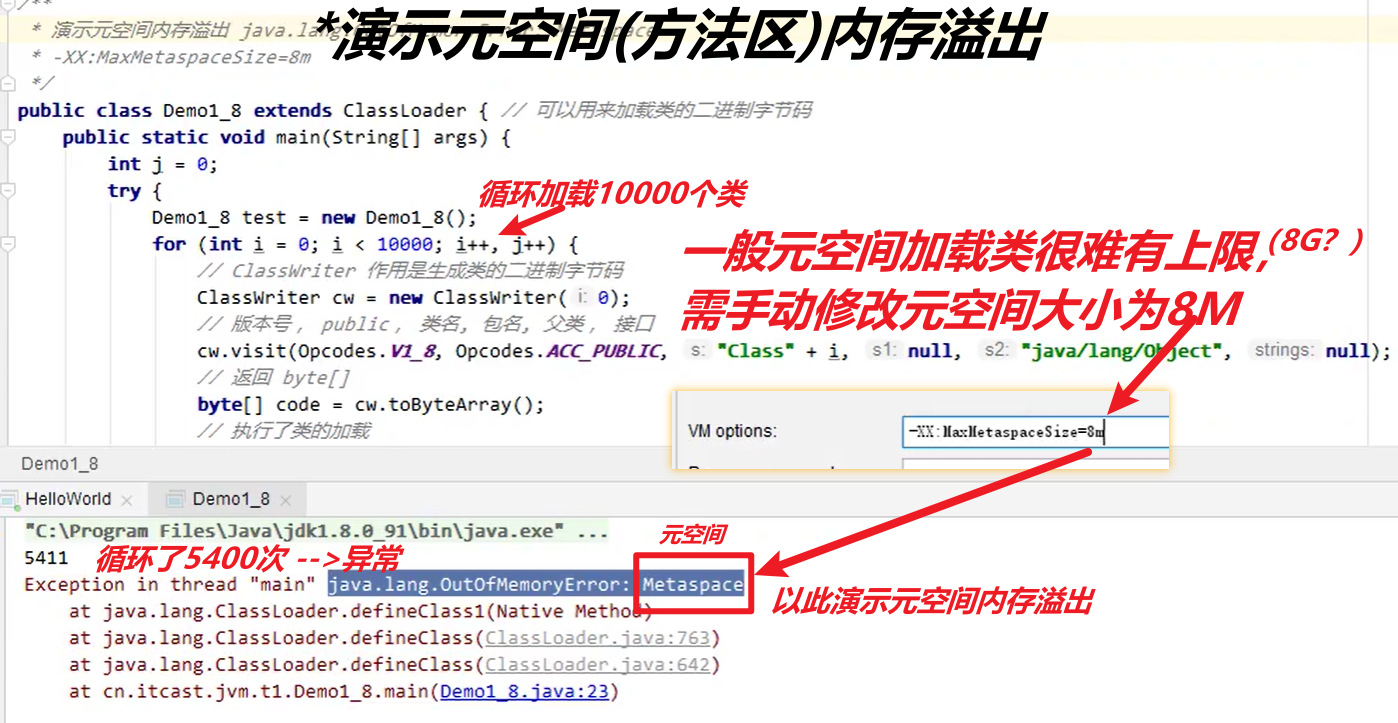 /**
*演示元空间(方法区)内存溢出
* 演示元空间内存溢出 java.lang
* -XX:MaxMetaspaceSize=8m
*/
public class Demo1_8 extends ClassLoader { // 可以用来加载类的二进制字节码
public static void main(String[] args) {
int j = 0;
try {
循环加载10000个类
Demo1_8 test = new Demo1_8();
for (int i = 0; i < 10000; i++, j++) {
一般元空间加载类很难有上限,(8G？)
// ClassWriter 作用是生成类的二进制字节码
ClassWriter cw = new ClassWriter( i: 0);
需手动修改元空间大小为8M
// 版本号, public, 类名, 包名, 父类, 接口
cw.visit(Opcodes.V1_8, Opcodes.ACC_PUBLIC, s: "Class" + i, s1: null, s2: "java/lang/Object", strings: null);
// 返回 byte[]
byte[] code = cw.toByteArray();
// 执行了类的加载
VM options: -XX:MaxMetaspaceSize=8m
Demo1_8
HelloWorld × Demo1_8 ×
"C:\Program Files\Java\jdk1.8.0_91\bin\java.exe" ...
元空间
5411 循环了5400次 -->异常
Exception in thread "main" java.lang.OutOfMemoryError: Metaspace
以此演示元空间内存溢出
at java.lang.ClassLoader.defineClass1(Native Method)
at java.lang.ClassLoader.defineClass(ClassLoader.java:763)
at java.lang.ClassLoader.defineClass(ClassLoader.java:642)
at cn.itcast.jvm.t1.Demo1_8.main(Demo1_8.java:23)